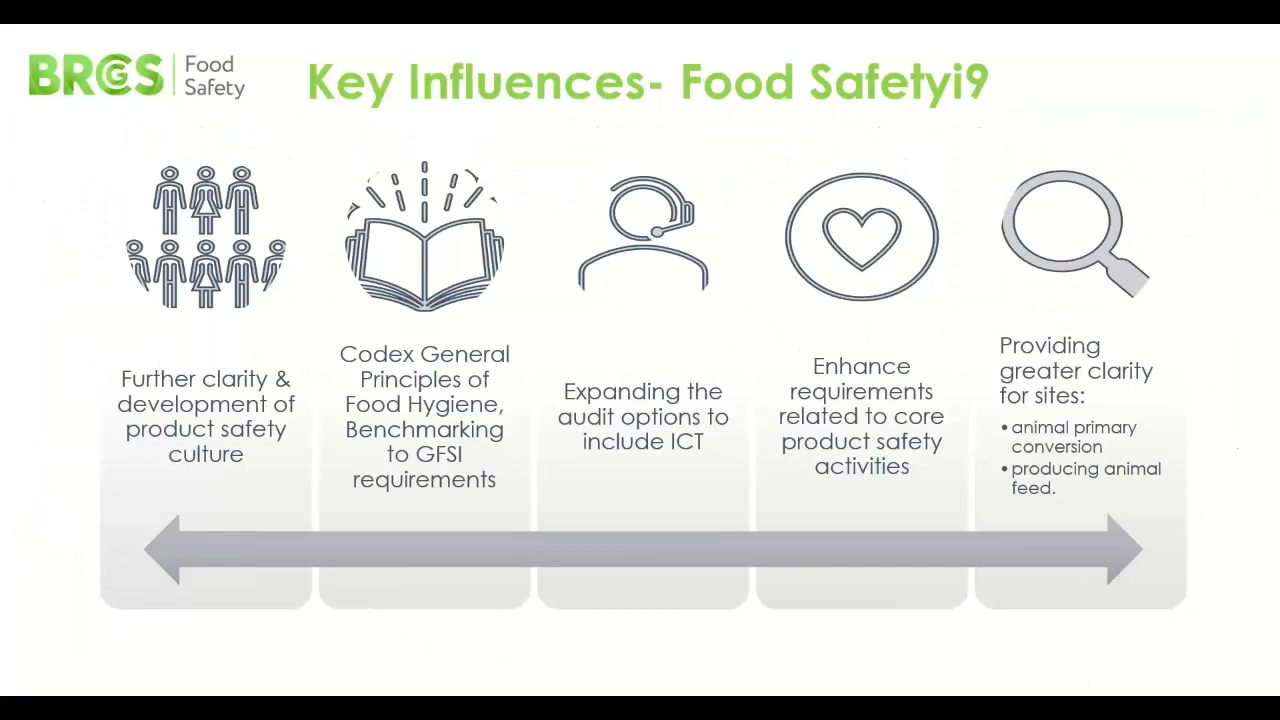 BRCGS
Food
Safety
Key Influences- Food Safetyi9
Further clarity &
development of
product safety
culture
Codex General
Principles of
Food Hygiene,
Benchmarking
to GFSI
requirements
Expanding the
audit options to
include ICT
Enhance
requirements
related to core
product safety
activities
Providing
greater clarity
for sites:
• animal primary
conversion
• producing animal
feed.